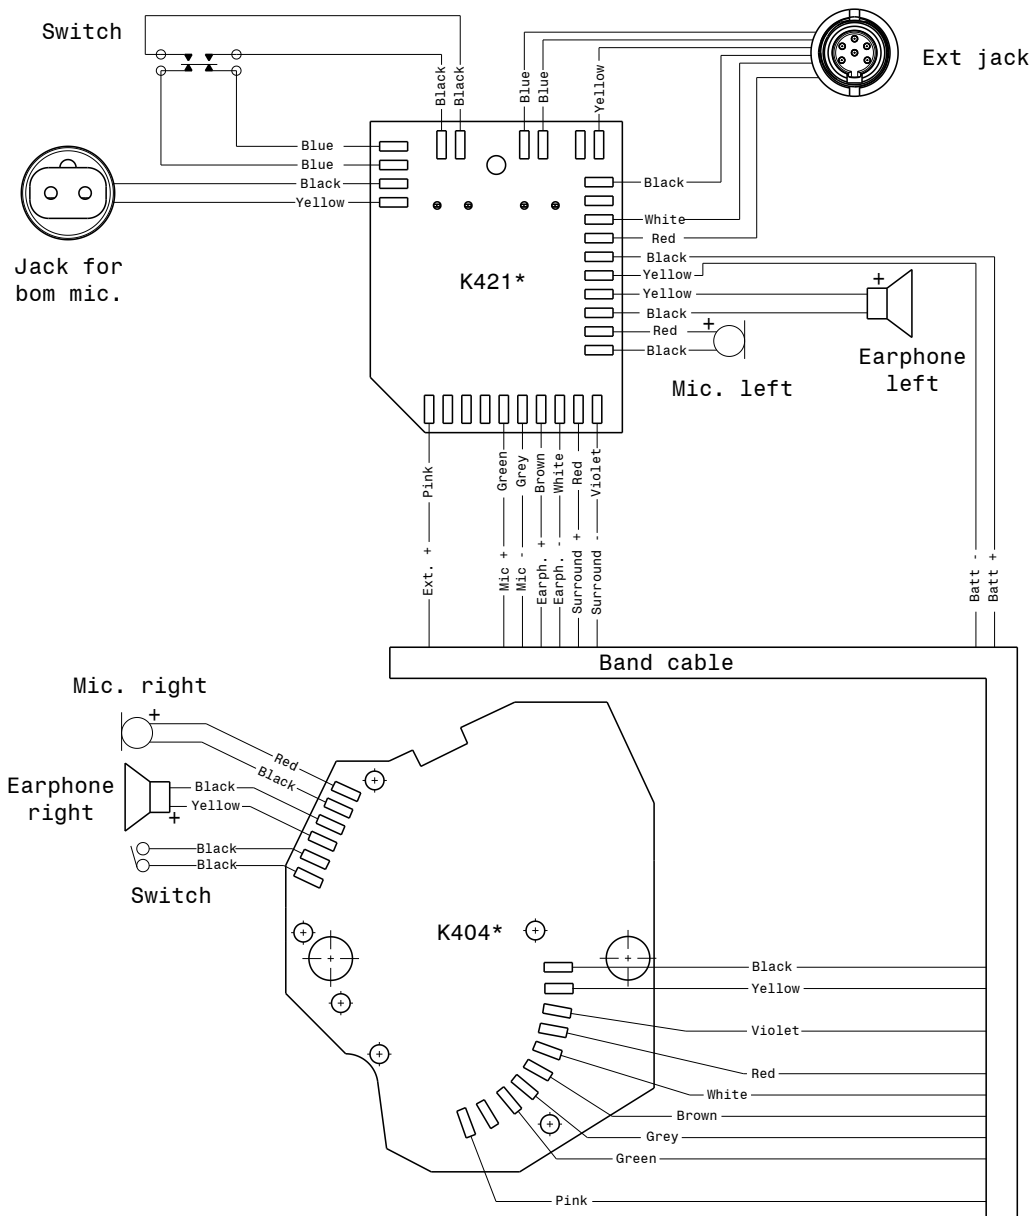 Switch
Black
Black
Blue
Blue
Yellow
Ext jack
Blue
Blue
Black
Yellow
Black
White
Red
Black
Yellow
Yellow
Black
Red
Black
K421*
Jack for
bom mic.
+
Earphone
left
+
Mic. left
Pink
Green
Grey
Brown
White
Red
Violet
Ext. +
Mic +
Mic -
Earph. +
Earph. -
Surround +
Surround -
Batt -
Batt +
Band cable
Mic. right
+
Red
Black
Earphone
right
Black
Yellow
+
Black
Black
Switch
K404*
Black
Yellow
Violet
Red
White
Brown
Grey
Green
Pink